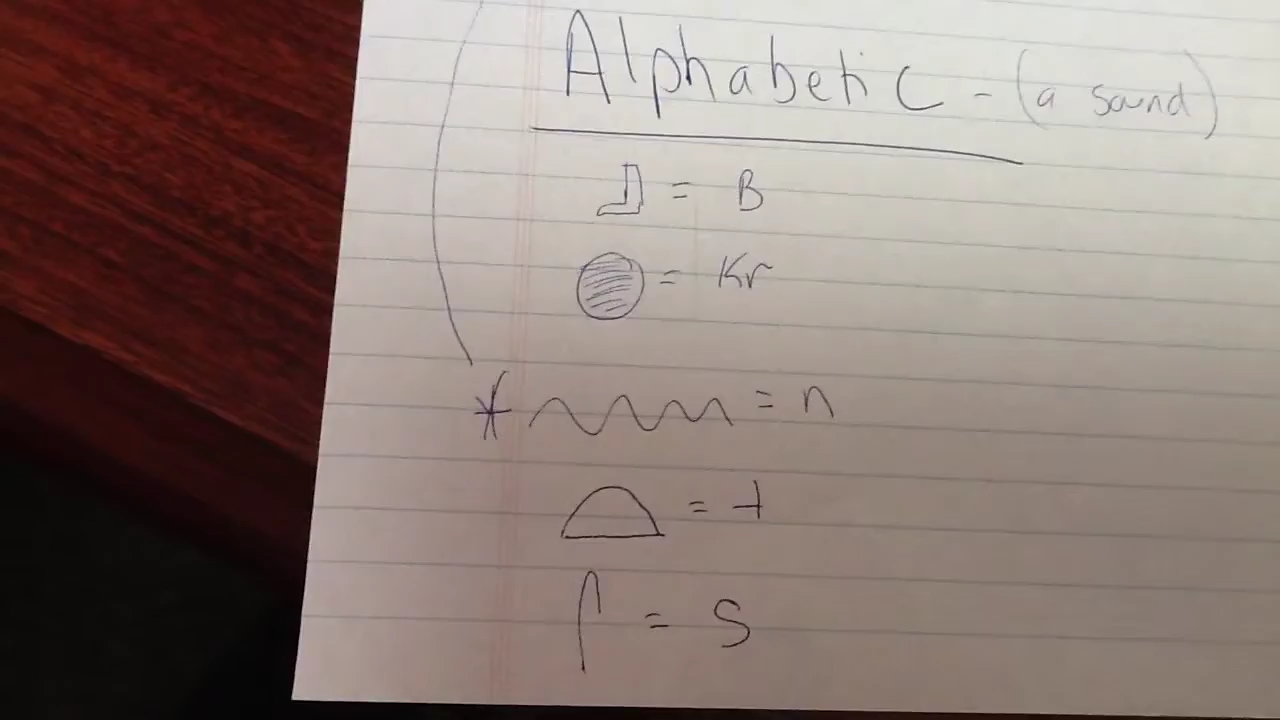 Alphabetic - (a sound)
𓃀 = B
𓐍 = Kr
* 𓈖 = n
𓏏 = t
𓋴 = S